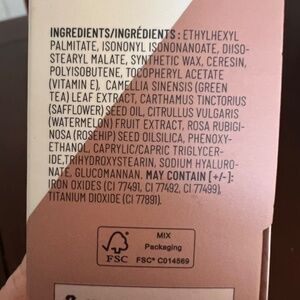 INGREDIENTS/INGRÉDIENTS : ETHYLHEXYL
PALMITATE, ISONONYL ISONONANOATE, DIISO-
STEARYL MALATE, SYNTHETIC WAX, CERESIN,
POLYISOBUTENE, TOCOPHERYL ACETATE
(VITAMIN E), CAMELLIA SINENSIS (GREEN
TEA) LEAF EXTRACT, CARTHAMUS TINCTORIUS
(SAFFLOWER) SEED OIL, CITRULLUS VULGARIS
(WATERMELON) FRUIT EXTRACT, ROSA RUBIGI-
NOSA (ROSEHIP) SEED OILSILICA, PHENOXY-
ETHANOL, CAPRYLIC/CAPRIC TRIGLYCER-
IDE,TRIHYDROXYSTEARIN, SODIUM HYALURO-
NATE, GLUCOMANNAN. MAY CONTAIN [+/-]:
IRON OXIDES (CI 77491, CI 77492, CI 77499),
TITANIUM DIOXIDE (CI 77891).
FSC
MIX
Packaging
FSC® C014569